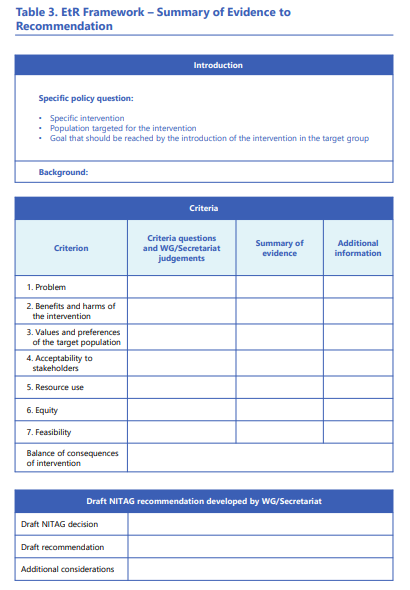 Table 3. EtR Framework – Summary of Evidence to
Recommendation
Introduction
Specific policy question:
• Specific intervention
• Population targeted for the intervention
• Goal that should be reached by the introduction of the intervention in the target group
Background:
Criteria
Criterion
Criteria questions
and WG/Secretariat
judgements
Summary of
evidence
Additional
information
1. Problem
2. Benefits and harms of
the intervention
3. Values and preferences
of the target population
4. Acceptability to
stakeholders
5. Resource use
6. Equity
7. Feasibility
Balance of consequences
of intervention
Draft NITAG recommendation developed by WG/Secretariat
Draft NITAG decision
Draft recommendation
Additional considerations